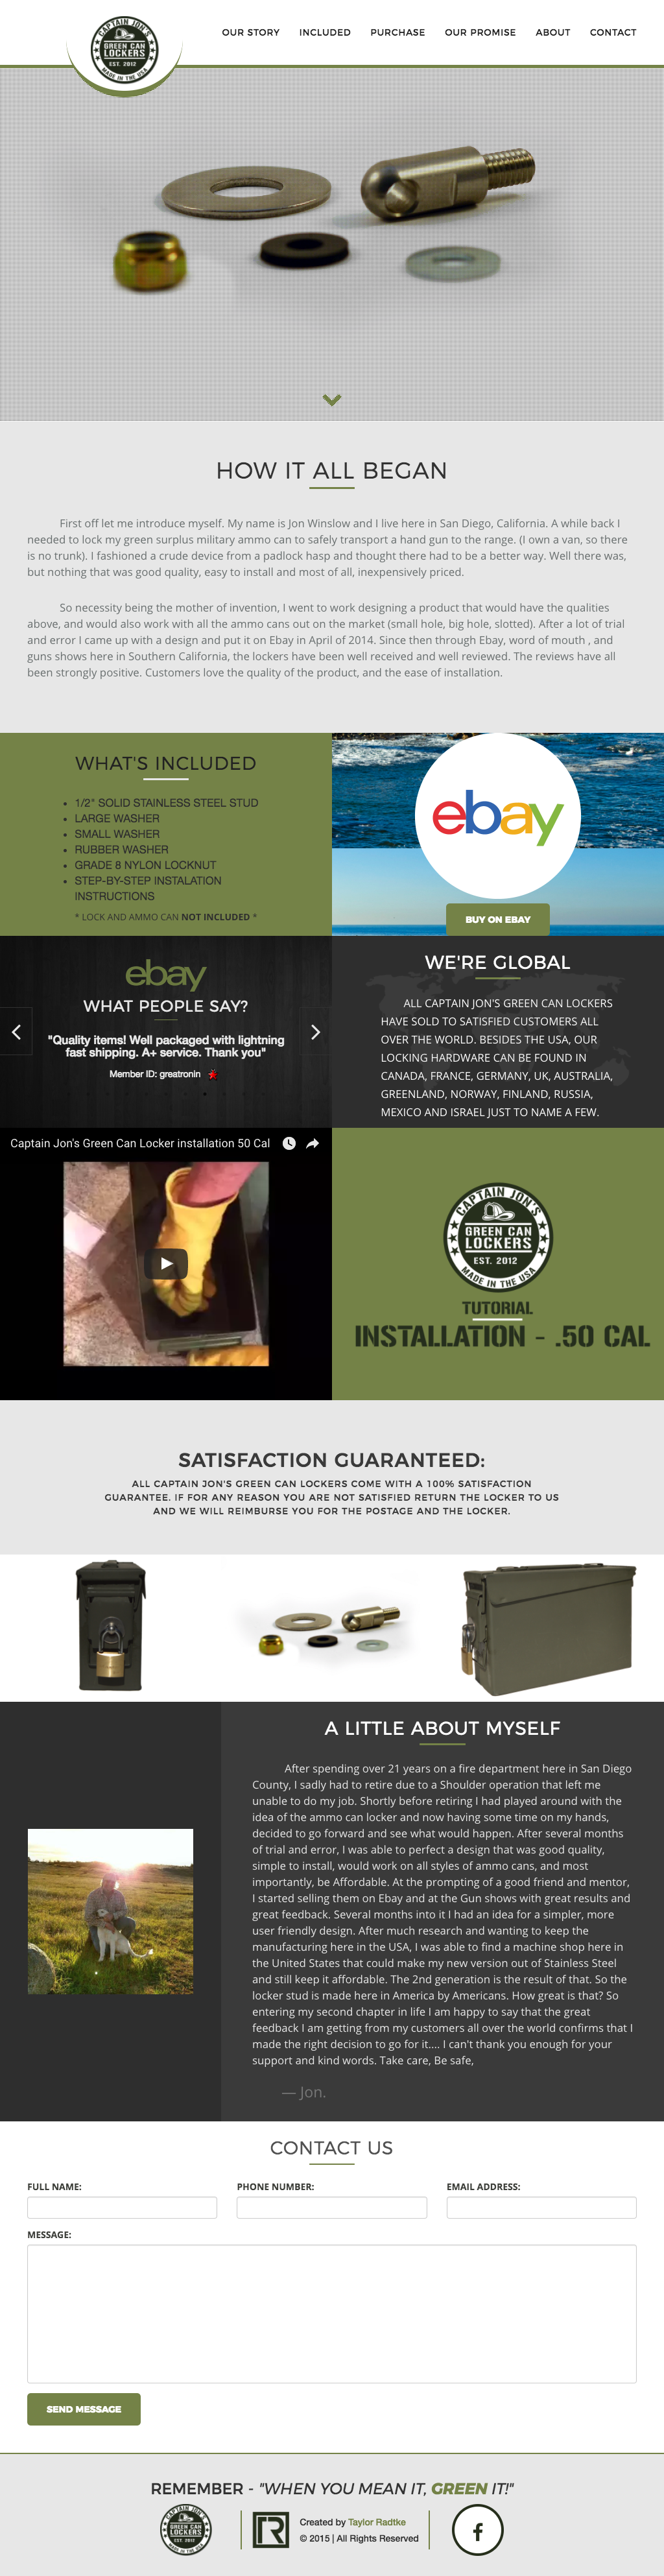 CAPTAIN JON'S
GREEN CAN
LOCKERS
EST. 2012
MADE IN THE USA
OUR STORY INCLUDED PURCHASE OUR PROMISE ABOUT CONTACT
HOW IT ALL BEGAN
First off let me introduce myself. My name is Jon Winslow and I live here in San Diego, California. A while back I
needed to lock my green surplus military ammo can to safely transport a hand gun to the range. (I own a van, so there
is no trunk). I fashioned a crude device from a padlock hasp and thought there had to be a better way. Well there was,
but nothing that was good quality, easy to install and most of all, inexpensively priced.
So necessity being the mother of invention, I went to work designing a product that would have the qualities
above, and would also work with all the ammo cans out on the market (small hole, big hole, slotted). After a lot of trial
and error I came up with a design and put it on Ebay in April of 2014. Since then through Ebay, word of mouth , and
guns shows here in Southern California, the lockers have been well received and well reviewed. The reviews have all
been strongly positive. Customers love the quality of the product, and the ease of installation.
WHAT'S INCLUDED
• 1/2" SOLID STAINLESS STEEL STUD
• LARGE WASHER
• SMALL WASHER
• RUBBER WASHER
• GRADE 8 NYLON LOCKNUT
• STEP-BY-STEP INSTALATION
INSTRUCTIONS
* LOCK AND AMMO CAN NOT INCLUDED *
ebay
BUY ON EBAY
ebay
WHAT PEOPLE SAY?
"Quality items! Well packaged with lightning
fast shipping. A+ service. Thank you"
Member ID: greatronin
WE'RE GLOBAL
ALL CAPTAIN JON'S GREEN CAN LOCKERS
HAVE SOLD TO SATISFIED CUSTOMERS ALL
OVER THE WORLD. BESIDES THE USA, OUR
LOCKING HARDWARE CAN BE FOUND IN
CANADA, FRANCE, GERMANY, UK, AUSTRALIA,
GREENLAND, NORWAY, FINLAND, RUSSIA,
MEXICO AND ISRAEL JUST TO NAME A FEW.
Captain Jon's Green Can Locker installation 50 Cal
CAPTAIN JON'S
GREEN CAN
LOCKERS
EST. 2012
MADE IN THE USA
TUTORIAL
INSTALLATION - .50 CAL
SATISFACTION GUARANTEED:
ALL CAPTAIN JON'S GREEN CAN LOCKERS COME WITH A 100% SATISFACTION
GUARANTEE. IF FOR ANY REASON YOU ARE NOT SATISFIED RETURN THE LOCKER TO US
AND WE WILL REIMBURSE YOU FOR THE POSTAGE AND THE LOCKER.
A LITTLE ABOUT MYSELF
After spending over 21 years on a fire department here in San Diego
County, I sadly had to retire due to a Shoulder operation that left me
unable to do my job. Shortly before retiring I had played around with the
idea of the ammo can locker and now having some time on my hands,
decided to go forward and see what would happen. After several months
of trial and error, I was able to perfect a design that was good quality,
simple to install, would work on all styles of ammo cans, and most
importantly, be Affordable. At the prompting of a good friend and mentor,
I started selling them on Ebay and at the Gun shows with great results and
great feedback. Several months into it I had an idea for a simpler, more
user friendly design. After much research and wanting to keep the
manufacturing here in the USA, I was able to find a machine shop here in
the United States that could make my new version out of Stainless Steel
and still keep it affordable. The 2nd generation is the result of that. So the
locker stud is made here in America by Americans. How great is that? So
entering my second chapter in life I am happy to say that the great
feedback I am getting from my customers all over the world confirms that I
made the right decision to go for it.... I can't thank you enough for your
support and kind words. Take care, Be safe,
— Jon.
CONTACT US
FULL NAME: PHONE NUMBER: EMAIL ADDRESS:
MESSAGE:
SEND MESSAGE
REMEMBER - "WHEN YOU MEAN IT, GREEN IT!"
CAPTAIN JON'S
GREEN CAN
LOCKERS
EST. 2012
MADE IN THE USA
Created by Taylor Radtke
© 2015 | All Rights Reserved